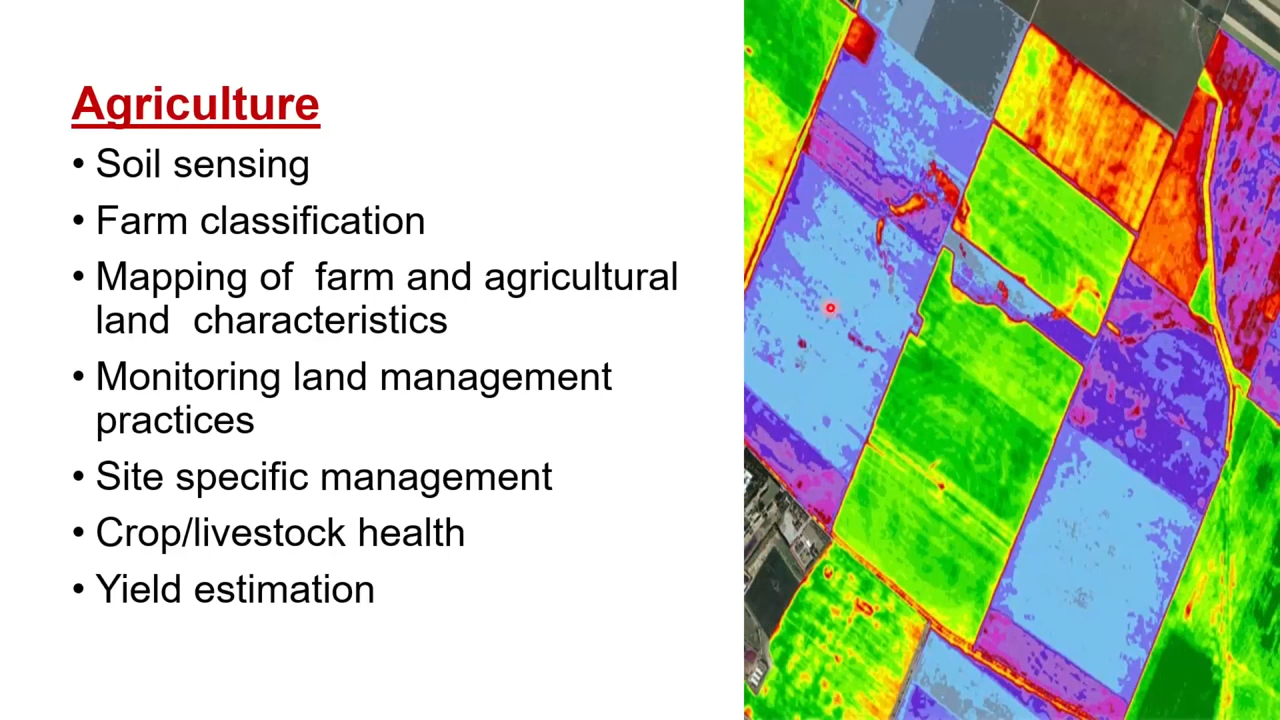 Agriculture
• Soil sensing
• Farm classification
• Mapping of  farm and agricultural
land  characteristics
• Monitoring land management
practices
• Site specific management
• Crop/livestock health
• Yield estimation